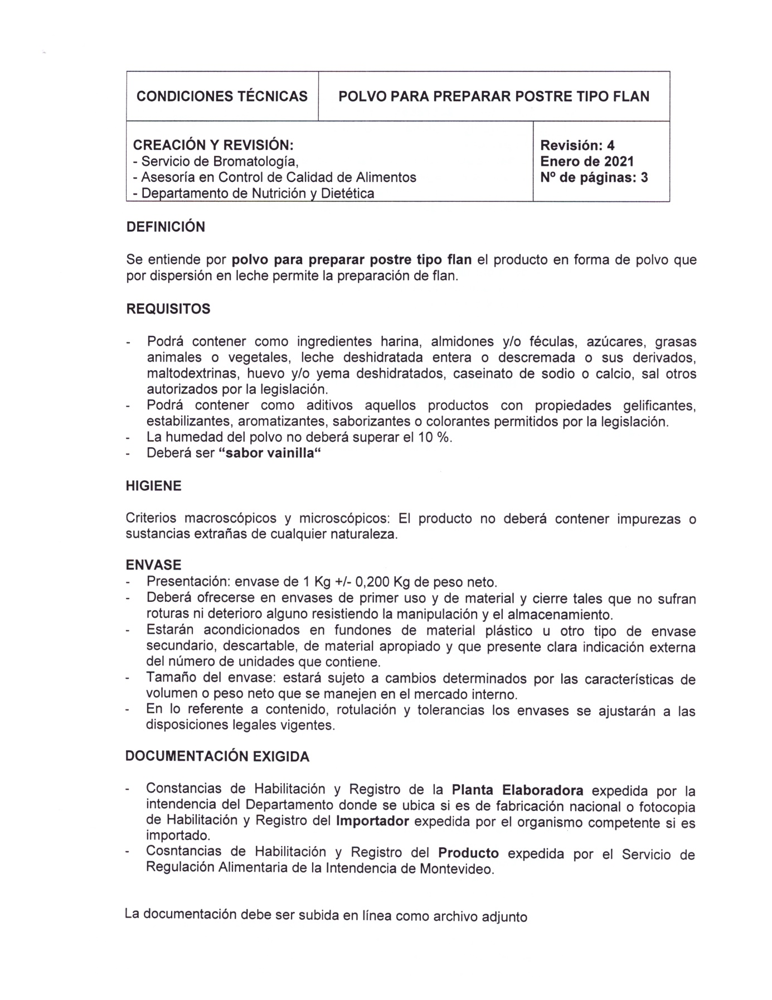 CONDICIONES TÉCNICAS
POLVO PARA PREPARAR POSTRE TIPO FLAN
CREACIÓN Y REVISIÓN:
- Servicio de Bromatología,
- Asesoría en Control de Calidad de Alimentos
- Departamento de Nutrición y Dietética
Revisión: 4
Enero de 2021
Nº de páginas: 3
DEFINICIÓN
Se entiende por polvo para preparar postre tipo flan el producto en forma de polvo que
por dispersión en leche permite la preparación de flan.
REQUISITOS
- Podrá contener como ingredientes harina, almidones y/o féculas, azúcares, grasas
animales o vegetales, leche deshidratada entera o descremada o sus derivados,
maltodextrinas, huevo y/o yema deshidratados, caseinato de sodio o calcio, sal otros
autorizados por la legislación.
- Podrá contener como aditivos aquellos productos con propiedades gelificantes,
estabilizantes, aromatizantes, saborizantes o colorantes permitidos por la legislación.
- La humedad del polvo no deberá superar el 10 %.
- Deberá ser “sabor vainilla“
HIGIENE
Criterios macroscópicos y microscópicos: El producto no deberá contener impurezas o
sustancias extrañas de cualquier naturaleza.
ENVASE
- Presentación: envase de 1 Kg +/- 0,200 Kg de peso neto.
- Deberá ofrecerse en envases de primer uso y de material y cierre tales que no sufran
roturas ni deterioro alguno resistiendo la manipulación y el almacenamiento.
- Estarán acondicionados en fundones de material plástico u otro tipo de envase
secundario, descartable, de material apropiado y que presente clara indicación externa
del número de unidades que contiene.
- Tamaño del envase: estará sujeto a cambios determinados por las características de
volumen o peso neto que se manejen en el mercado interno.
- En lo referente a contenido, rotulación y tolerancias los envases se ajustarán a las
disposiciones legales vigentes.
DOCUMENTACIÓN EXIGIDA
- Constancias de Habilitación y Registro de la Planta Elaboradora expedida por la
intendencia del Departamento donde se ubica si es de fabricación nacional o fotocopia
de Habilitación y Registro del Importador expedida por el organismo competente si es
importado.
- Cosntancias de Habilitación y Registro del Producto expedida por el Servicio de
Regulación Alimentaria de la Intendencia de Montevideo.
La documentación debe ser subida en línea como archivo adjunto